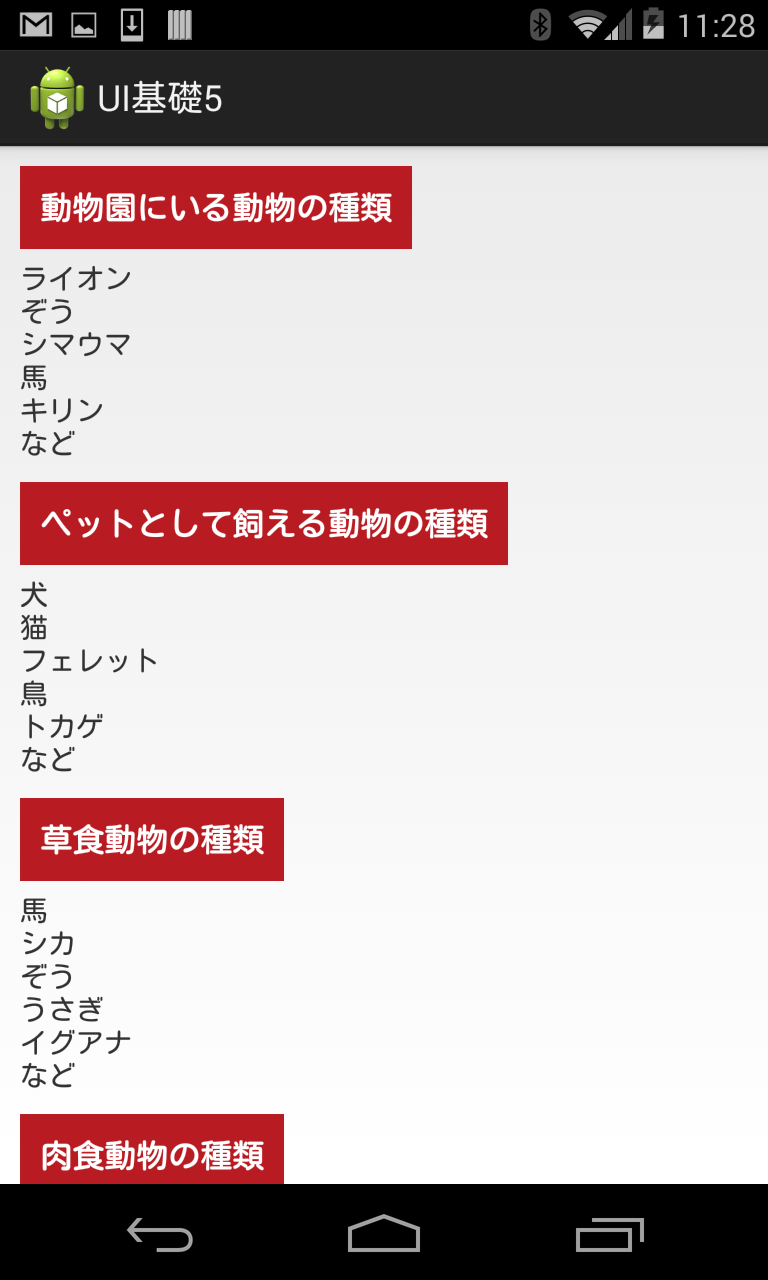 11:28
UI基礎5
動物園にいる動物の種類
ライオン
ぞう
シマウマ
馬
キリン
など
ペットとして飼える動物の種類
犬
猫
フェレット
鳥
トカゲ
など
草食動物の種類
馬
シカ
ぞう
うさぎ
イグアナ
など
肉食動物の種類